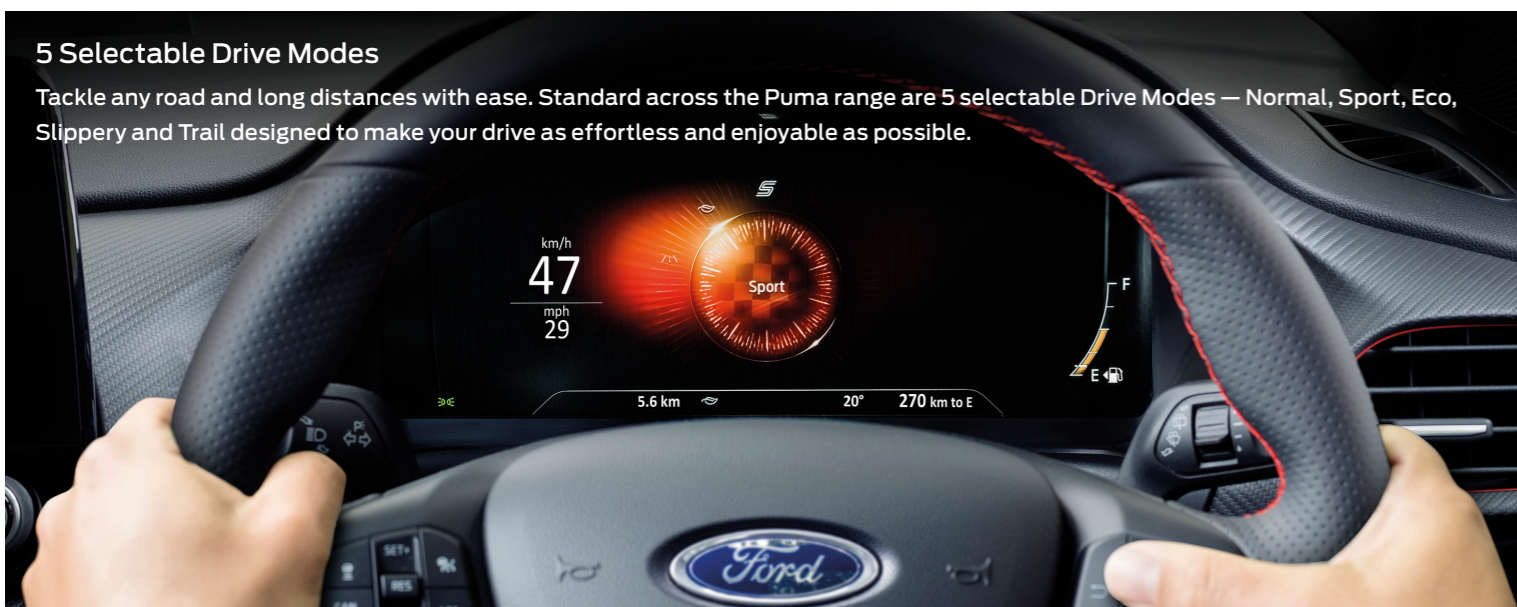 5 Selectable Drive Modes
Tackle any road and long distances with ease. Standard across the Puma range are 5 selectable Drive Modes — Normal, Sport, Eco,
Slippery and Trail designed to make your drive as effortless and enjoyable as possible.
km/h
47
mph
29
Sport
F
E
5.6 km
20°
270 km to E
SET+
RES
Ford